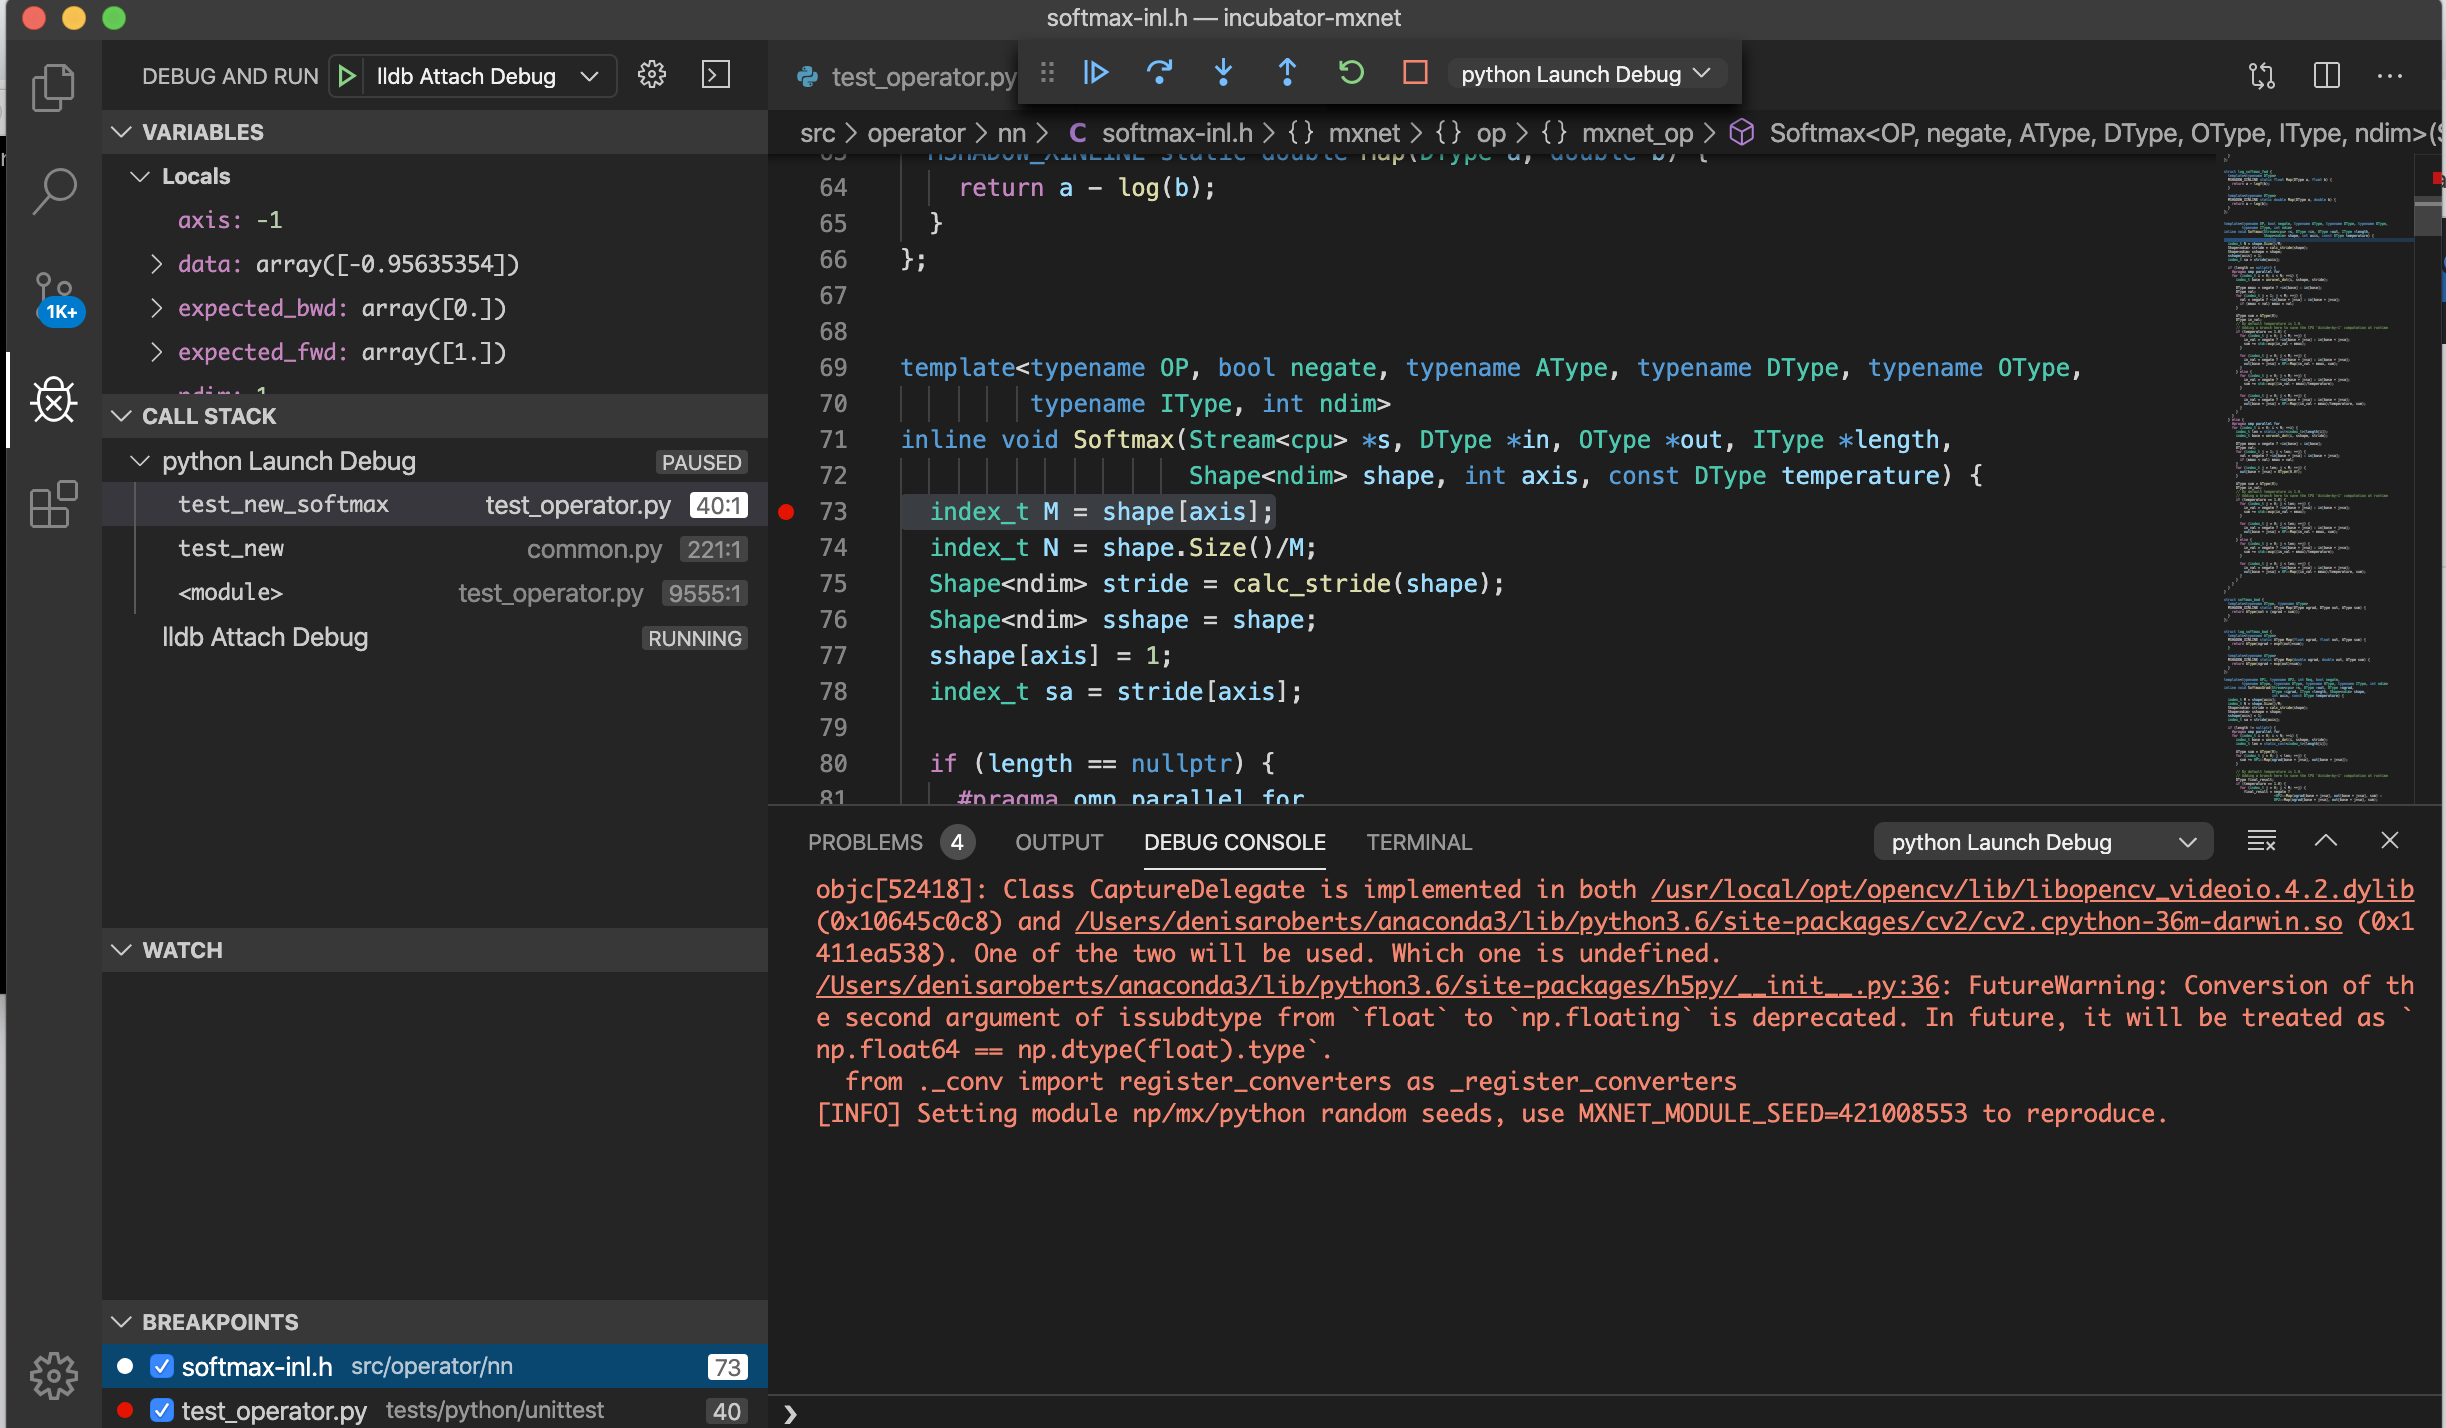 softmax-inl.h — incubator-mxnet
DEBUG AND RUN
lldb Attach Debug
test_operator.py
python Launch Debug
VARIABLES
Locals
axis: -1
data: array([-0.95635354])
expected_bwd: array([0.])
expected_fwd: array([1.])
ndim: 1
CALL STACK
python Launch Debug PAUSED
test_new_softmax test_operator.py 40:1
test_new common.py 221:1
<module> test_operator.py 9555:1
lldb Attach Debug RUNNING
WATCH
BREAKPOINTS
softmax-inl.h src/operator/nn 73
test_operator.py tests/python/unittest 40
1K+
src > operator > nn > C softmax-inl.h > {} mxnet > {} op > {} mxnet_op > Softmax<OP, negate, AType, DType, OType, IType, ndim>(
63 MSHADOW_XINLINE static double Map(DType a, double b) {
64 return a - log(b);
65 }
66 };
67
68
69 template<typename OP, bool negate, typename AType, typename DType, typename OType,
70 typename IType, int ndim>
71 inline void Softmax(Stream<cpu> *s, DType *in, OType *out, IType *length,
72 Shape<ndim> shape, int axis, const DType temperature) {
73 index_t M = shape[axis];
74 index_t N = shape.Size()/M;
75 Shape<ndim> stride = calc_stride(shape);
76 Shape<ndim> sshape = shape;
77 sshape[axis] = 1;
78 index_t sa = stride[axis];
79
80 if (length == nullptr) {
81 #pragma omp parallel for
PROBLEMS 4 OUTPUT DEBUG CONSOLE TERMINAL
python Launch Debug
objc[52418]: Class CaptureDelegate is implemented in both /usr/local/opt/opencv/lib/libopencv_videoio.4.2.dylib
(0x10645c0c8) and /Users/denisaroberts/anaconda3/lib/python3.6/site-packages/cv2/cv2.cpython-36m-darwin.so (0x1
411ea538). One of the two will be used. Which one is undefined.
/Users/denisaroberts/anaconda3/lib/python3.6/site-packages/h5py/__init__.py:36: FutureWarning: Conversion of th
e second argument of issubdtype from `float` to `np.floating` is deprecated. In future, it will be treated as `
np.float64 == np.dtype(float).type`.
from ._conv import register_converters as _register_converters
[INFO] Setting module np/mx/python random seeds, use MXNET_MODULE_SEED=421008553 to reproduce.